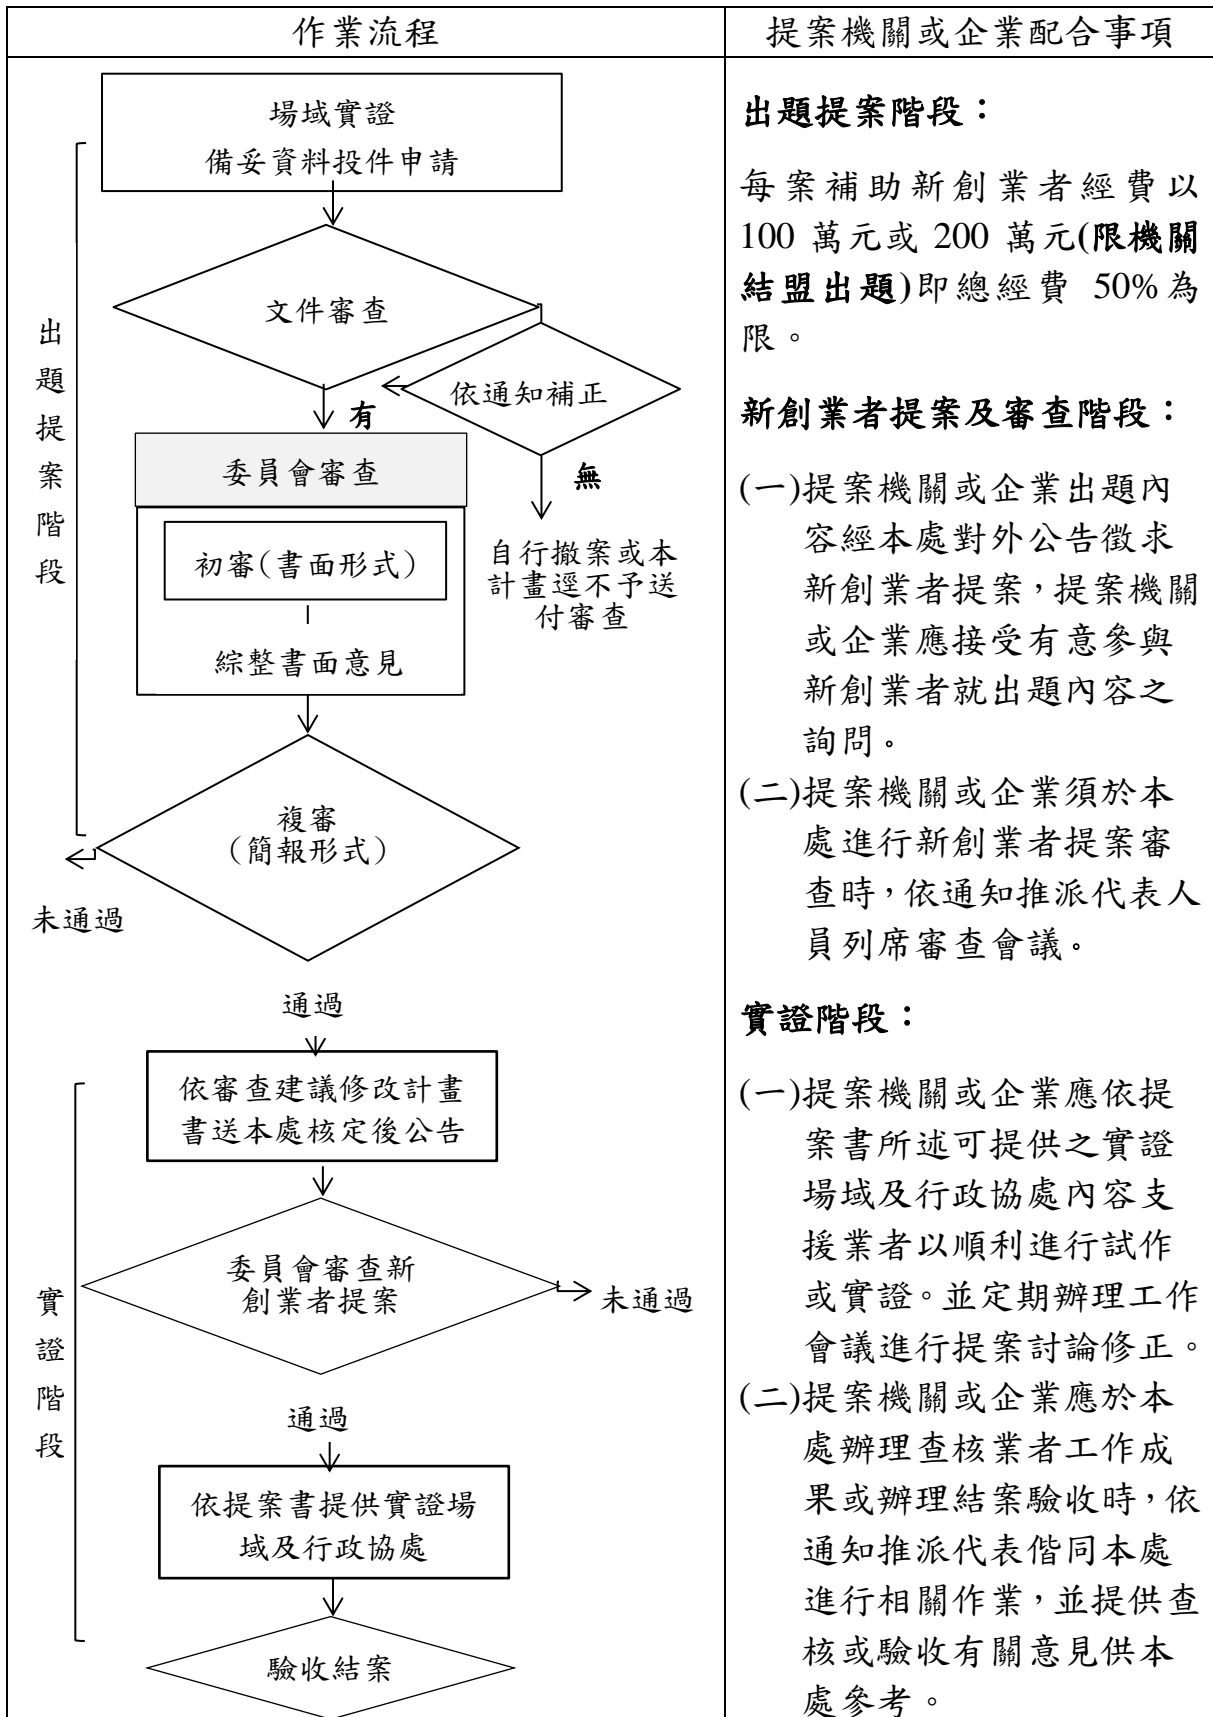 作業流程
提案機關或企業配合事項
場域實證
備妥資料投件申請
出
題
提
案
階
段
文件審查
依通知補正
有
無
委員會審查
初審(書面形式)
綜整書面意見
自行撤案或本
計畫逕不予送
付審查
複審
(簡報形式)
未通過
通過
實
證
階
段
依審查建議修改計畫
書送本處核定後公告
委員會審查新
創業者提案
未通過
通過
依提案書提供實證場
域及行政協處
驗收結案
出題提案階段：
每案補助新創業者經費以
100 萬元或 200 萬元(限機關
結盟出題)即總經費 50%為
限。
新創業者提案及審查階段：
(一)提案機關或企業出題內
容經本處對外公告徵求
新創業者提案，提案機關
或企業應接受有意參與
新創業者就出題內容之
詢問。
(二)提案機關或企業須於本
處進行新創業者提案審
查時，依通知推派代表人
員列席審查會議。
實證階段：
(一)提案機關或企業應依提
案書所述可提供之實證
場域及行政協處內容支
援業者以順利進行試作
或實證。並定期辦理工作
會議進行提案討論修正。
(二)提案機關或企業應於本
處辦理查核業者工作成
果或辦理結案驗收時，依
通知推派代表偕同本處
進行相關作業，並提供查
核或驗收有關意見供本
處參考。